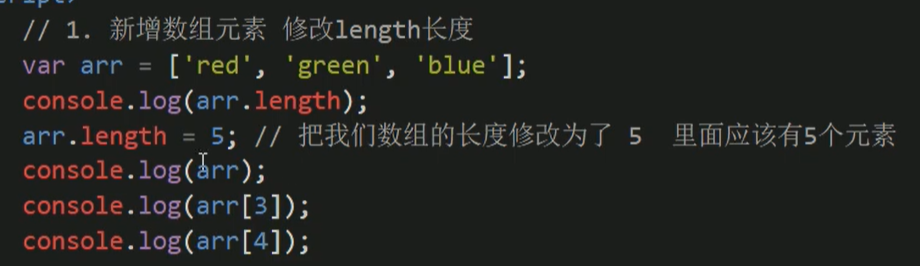 script>
// 1. 新增数组元素 修改length长度
var arr = ['red', 'green', 'blue'];
console.log(arr.length);
arr.length = 5; // 把我们数组的长度修改为了 5  里面应该有5个元素
console.log(arr);
console.log(arr[3]);
console.log(arr[4]);